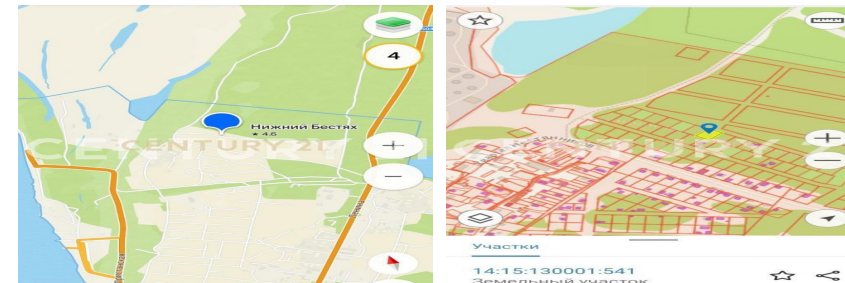 4
Нижний Бестях
★ 4.6
CENTURY 21
CENTURY 21
Участки
14:15:130001:541
Земельный участок